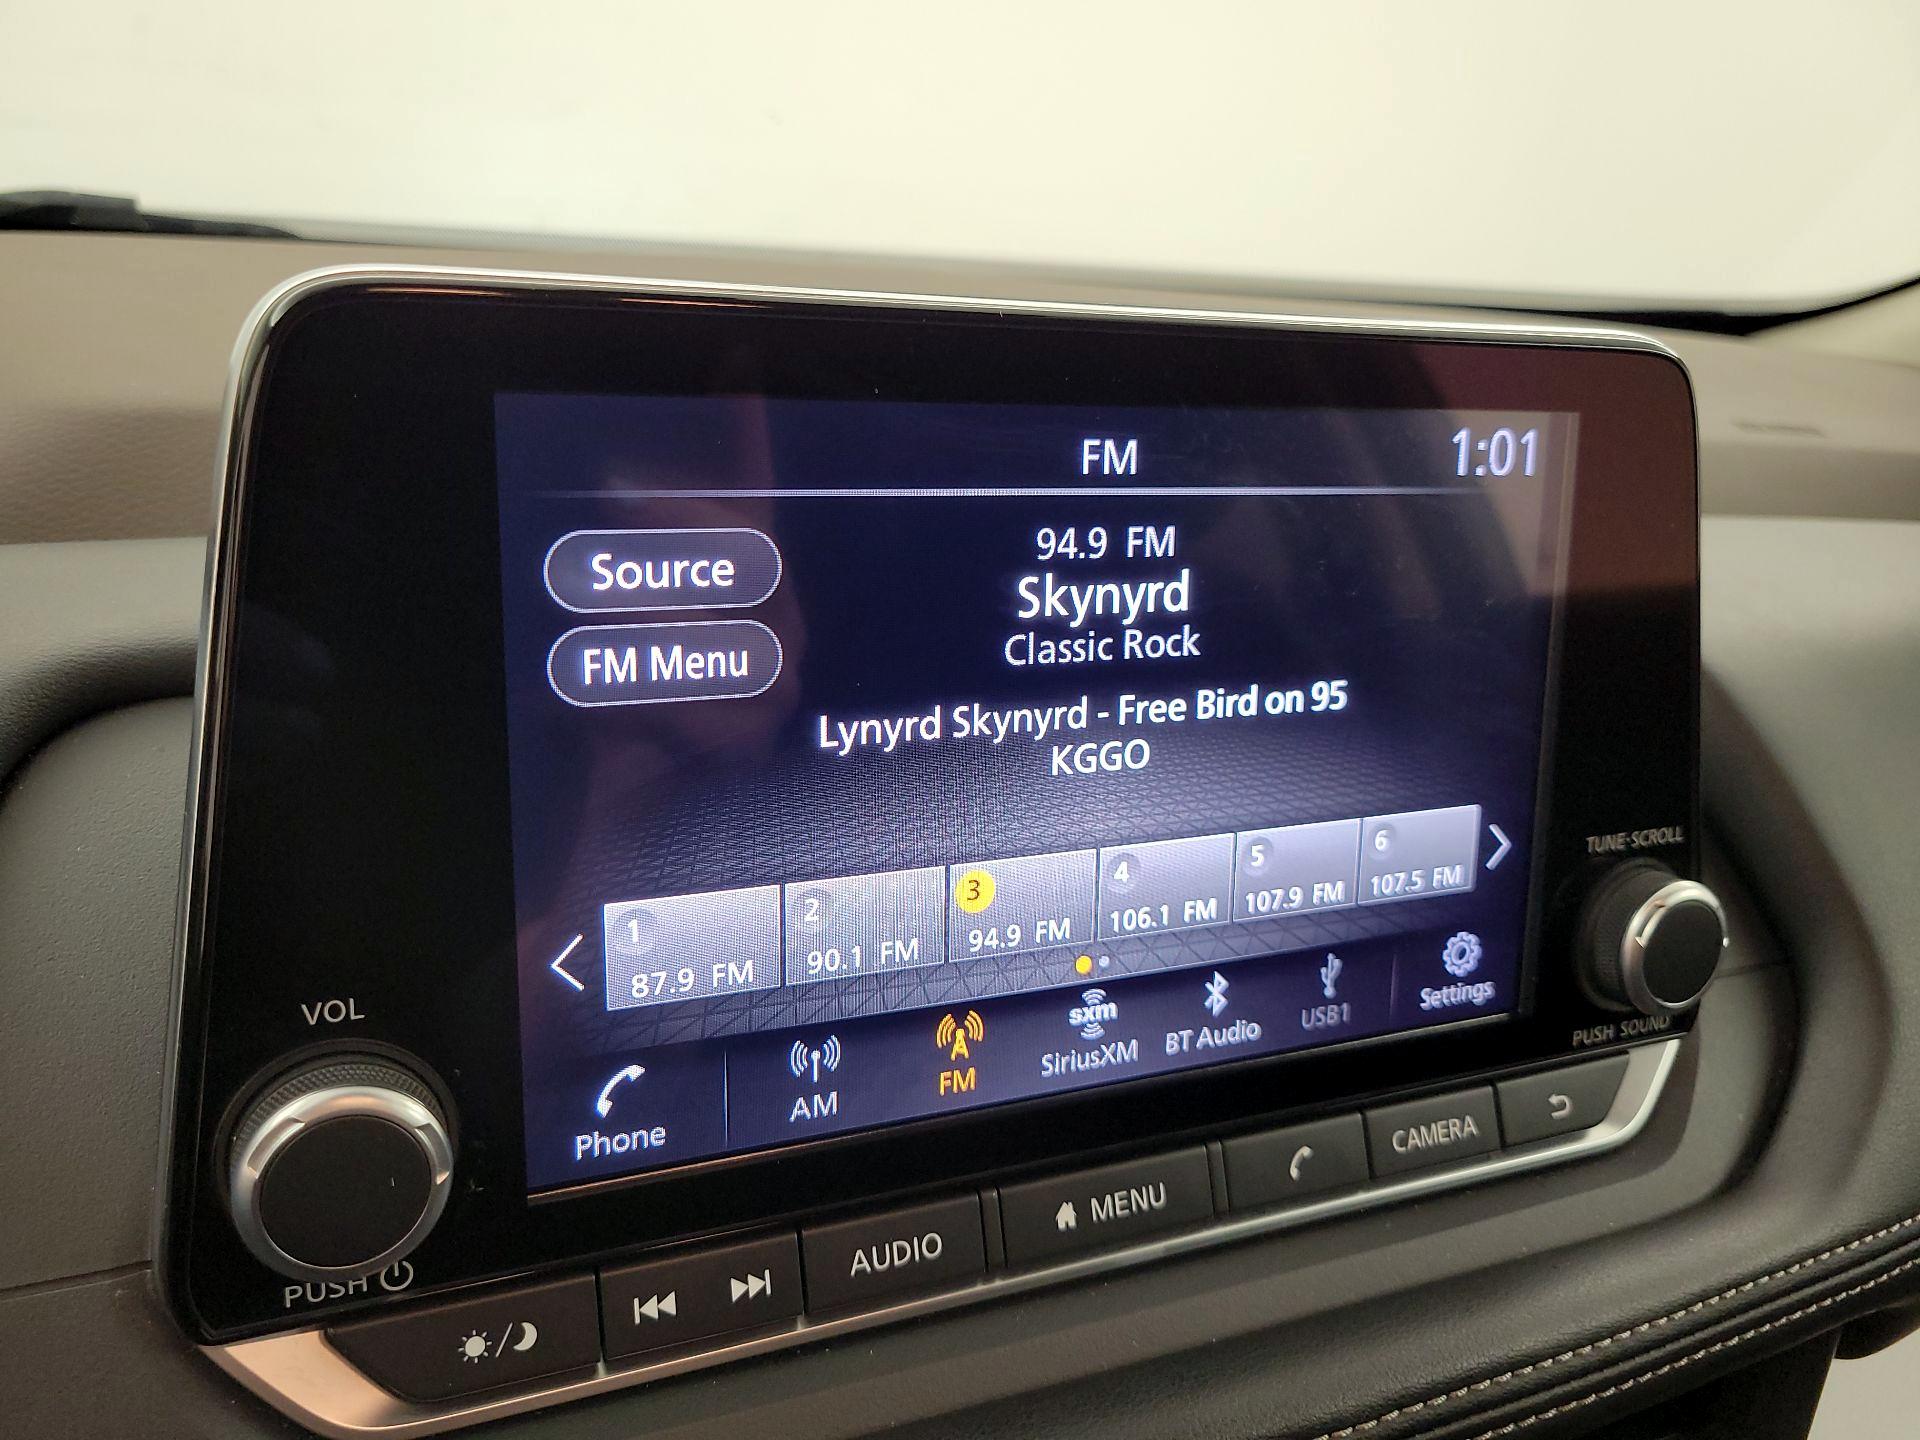 FM
1:01
Source
94.9 FM
Skynyrd
Classic Rock
FM Menu
Lynyrd Skynyrd - Free Bird on 95
KGGO
1
87.9 FM
2
90.1 FM
3
94.9 FM
4
106.1 FM
5
107.9 FM
6
107.5 FM
Phone
AM
FM
sxm
SiriusXM
BT Audio
USB1
Settings
VOL
PUSH
TUNE·SCROLL
PUSH SOUND
AUDIO
MENU
CAMERA